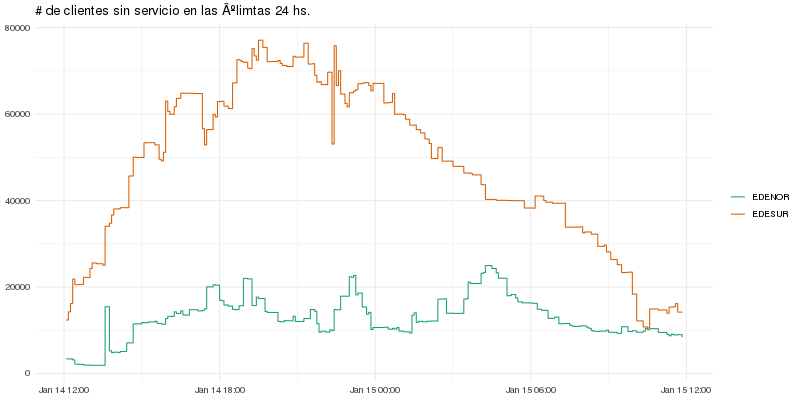 # de clientes sin servicio en las Ãºlimtas 24 hs.
80000
60000
40000
20000
0
Jan 14 12:00
Jan 14 18:00
Jan 15 00:00
Jan 15 06:00
Jan 15 12:00
EDENOR
EDESUR